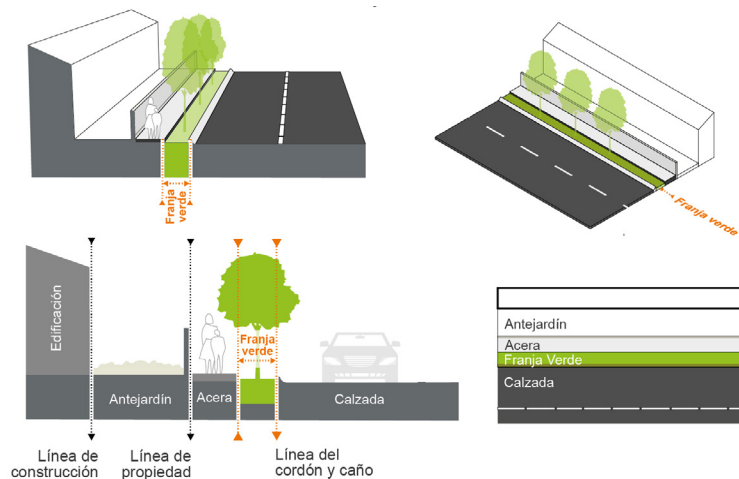 Franja
verde
Franja verde
Edificación
Franja
verde
Antejardín
Acera
Calzada
Línea de
construcción
Línea de
propiedad
Línea del
cordón y caño
Antejardín
Acera
Franja Verde
Calzada